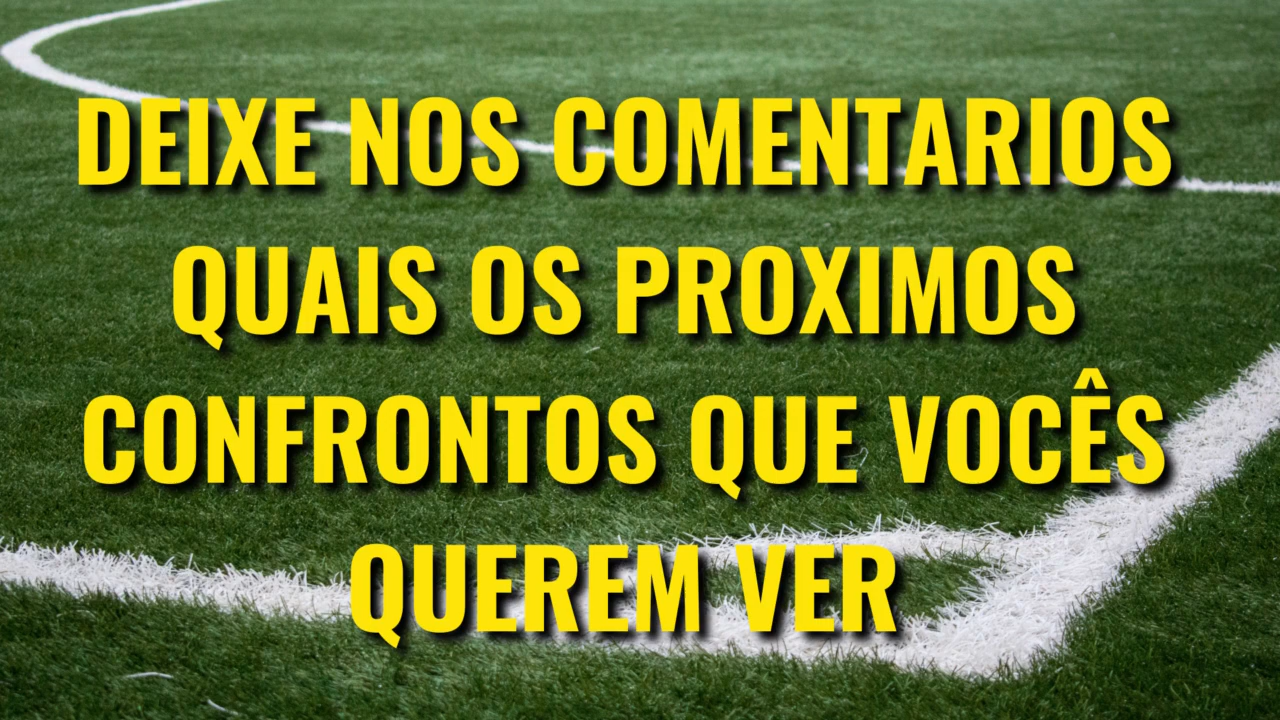 DEIXE NOS COMENTARIOS
QUAIS OS PROXIMOS
CONFRONTOS QUE VOCÊS
QUEREM VER